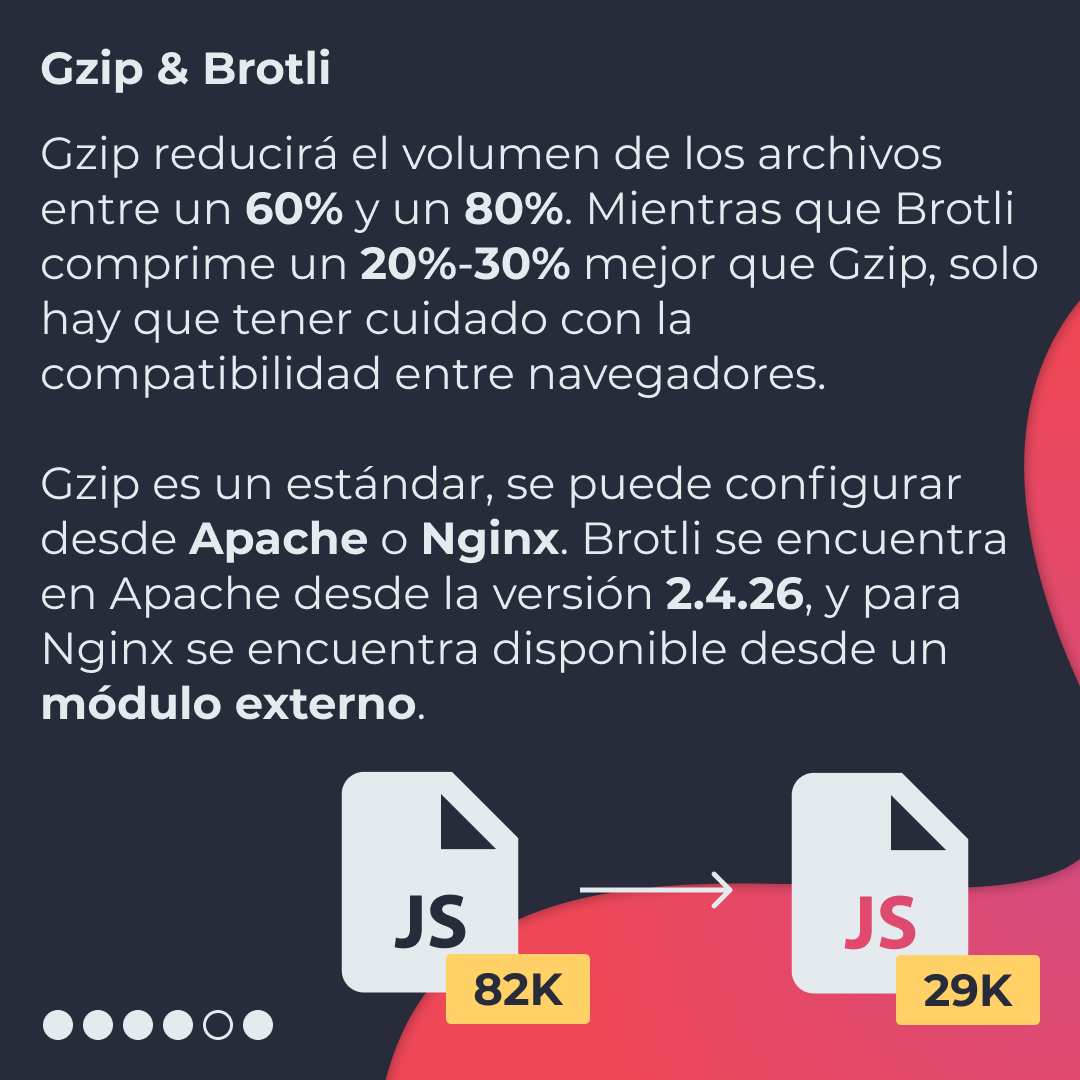 Gzip & Brotli
Gzip reducirá el volumen de los archivos
entre un 60% y un 80%. Mientras que Brotli
comprime un 20%-30% mejor que Gzip, solo
hay que tener cuidado con la
compatibilidad entre navegadores.
Gzip es un estándar, se puede configurar
desde Apache o Nginx. Brotli se encuentra
en Apache desde la versión 2.4.26, y para
Nginx se encuentra disponible desde un
módulo externo.
JS
82K
JS
29K